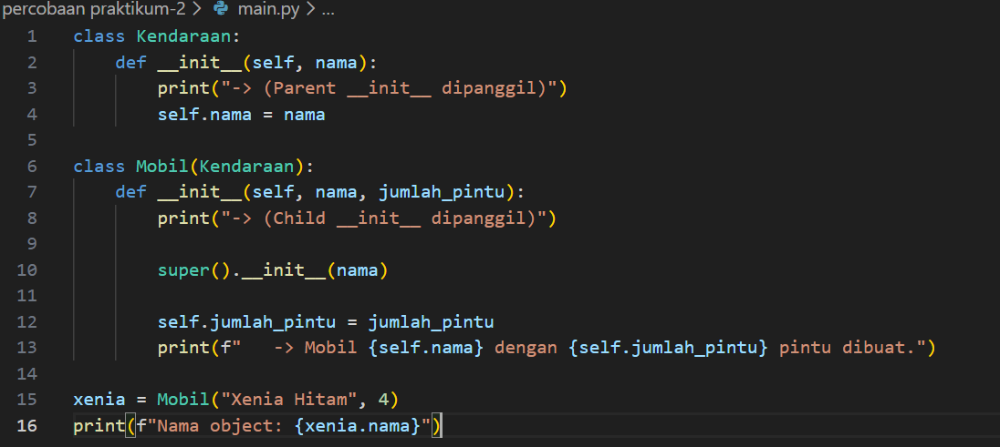 percobaan praktikum-2 > main.py > ...
1 class Kendaraan:
2     def __init__(self, nama):
3         print("-> (Parent __init__ dipanggil)")
4         self.nama = nama
5
6 class Mobil(Kendaraan):
7     def __init__(self, nama, jumlah_pintu):
8         print("-> (Child __init__ dipanggil)")
9
10         super().__init__(nama)
11
12         self.jumlah_pintu = jumlah_pintu
13         print(f"   -> Mobil {self.nama} dengan {self.jumlah_pintu} pintu dibuat.")
14
15 xenia = Mobil("Xenia Hitam", 4)
16 print(f"Nama object: {xenia.nama}")